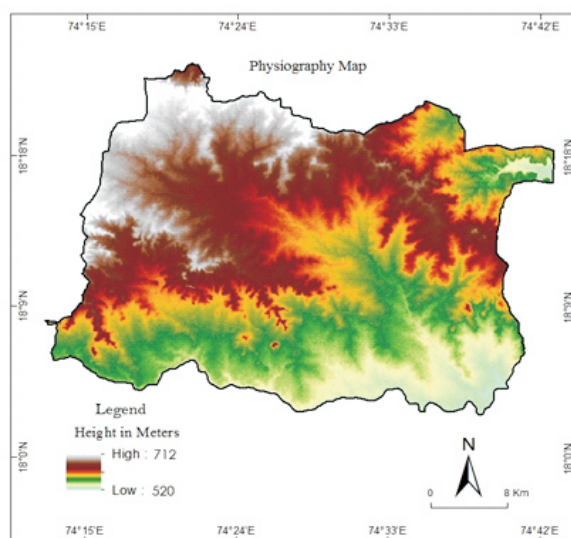 74°15'E 74°24'E 74°33'E 74°42'E
Physiography Map
18°18'N 18°18'N
18°9'N 18°9'N
18°0'N 18°0'N
Legend
Height in Meters
High : 712
Low : 520
N
0 8 Km
74°15'E 74°24'E 74°33'E 74°42'E